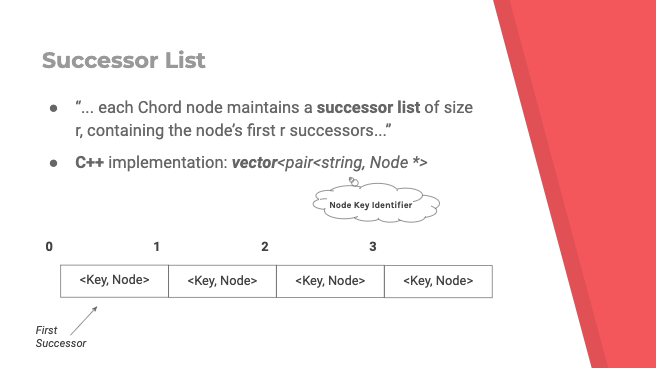 Successor List
● “... each Chord node maintains a successor list of size
r, containing the node’s first r successors...”
● C++ implementation: vector<pair<string, Node *>
Node Key Identifier
0 1 2 3
<Key, Node> <Key, Node> <Key, Node> <Key, Node>
First
Successor